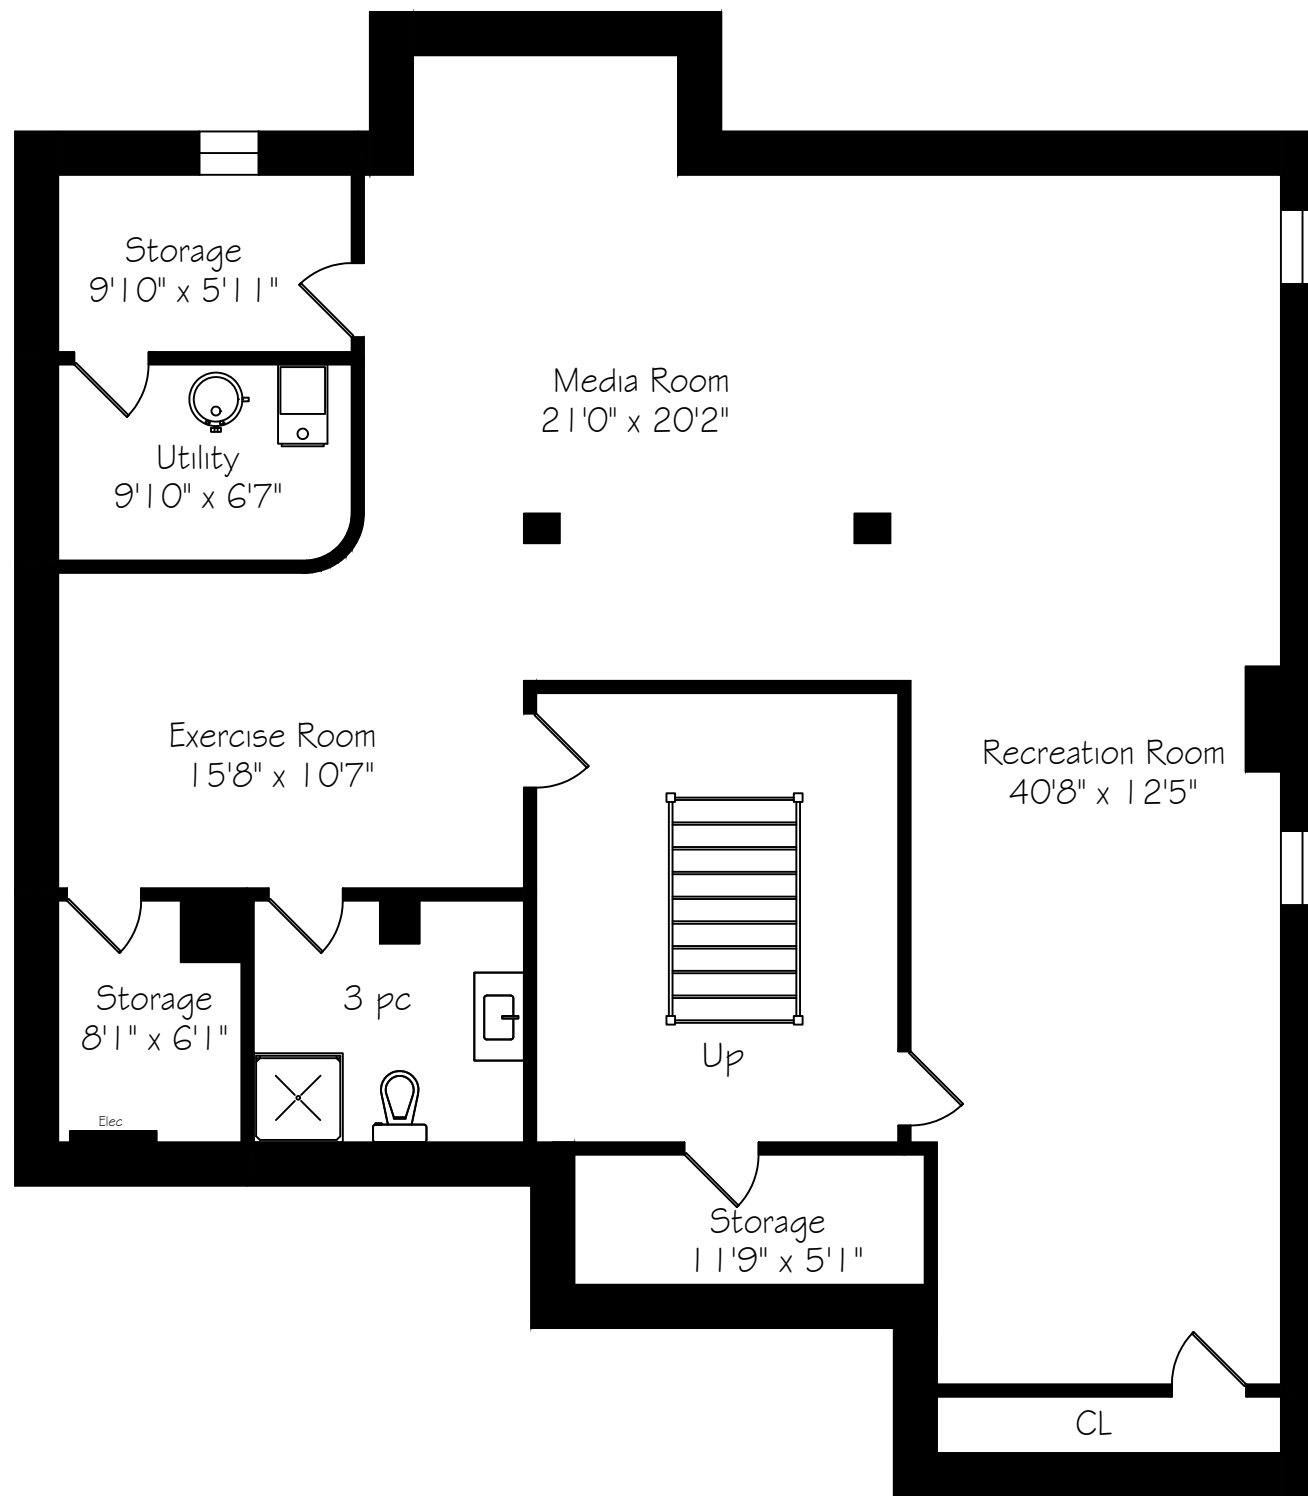 Storage
9'10" x 5'11"
Media Room
21'0" x 20'2"
Utility
9'10" x 6'7"
Exercise Room
15'8" x 10'7"
Recreation Room
40'8" x 12'5"
Storage
8'1" x 6'1"
3 pc
Up
Elec
Storage
11'9" x 5'1"
CL